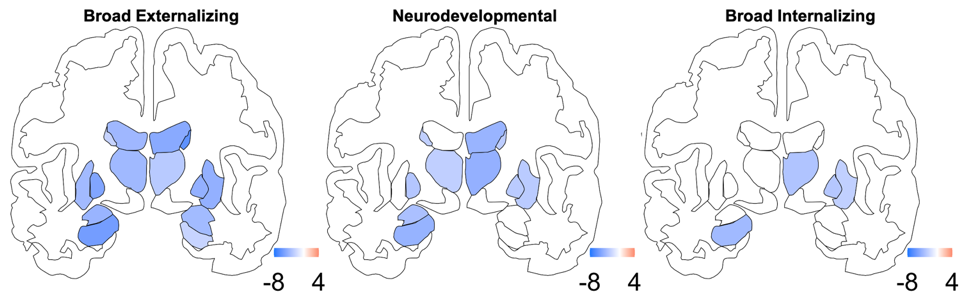 Broad Externalizing
Neurodevelopmental
Broad Internalizing
-8 4
-8 4
-8 4